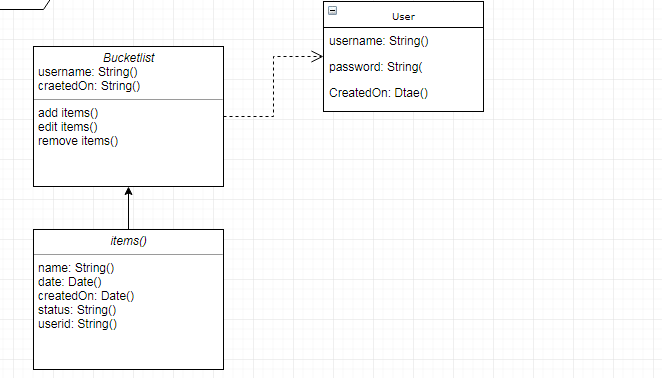 Bucketlist
username: String()
craetedOn: String()
add items()
edit items()
remove items()
User
username: String()
password: String(
CreatedOn: Dtae()
items()
name: String()
date: Date()
createdOn: Date()
status: String()
userid: String()